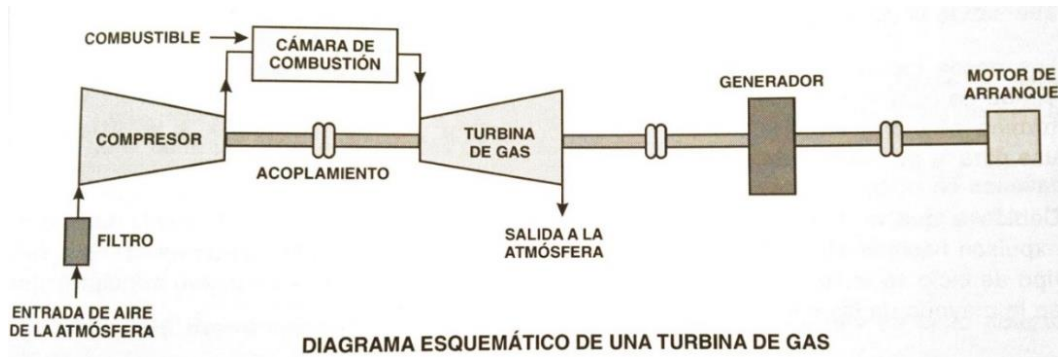 COMBUSTIBLE
CÁMARA DE
COMBUSTIÓN
GENERADOR
MOTOR DE
ARRANQUE
COMPRESOR
TURBINA
DE GAS
ACOPLAMIENTO
FILTRO
SALIDA A LA
ATMÓSFERA
ENTRADA DE AIRE
DE LA ATMÓSFERA
DIAGRAMA ESQUEMÁTICO DE UNA TURBINA DE GAS